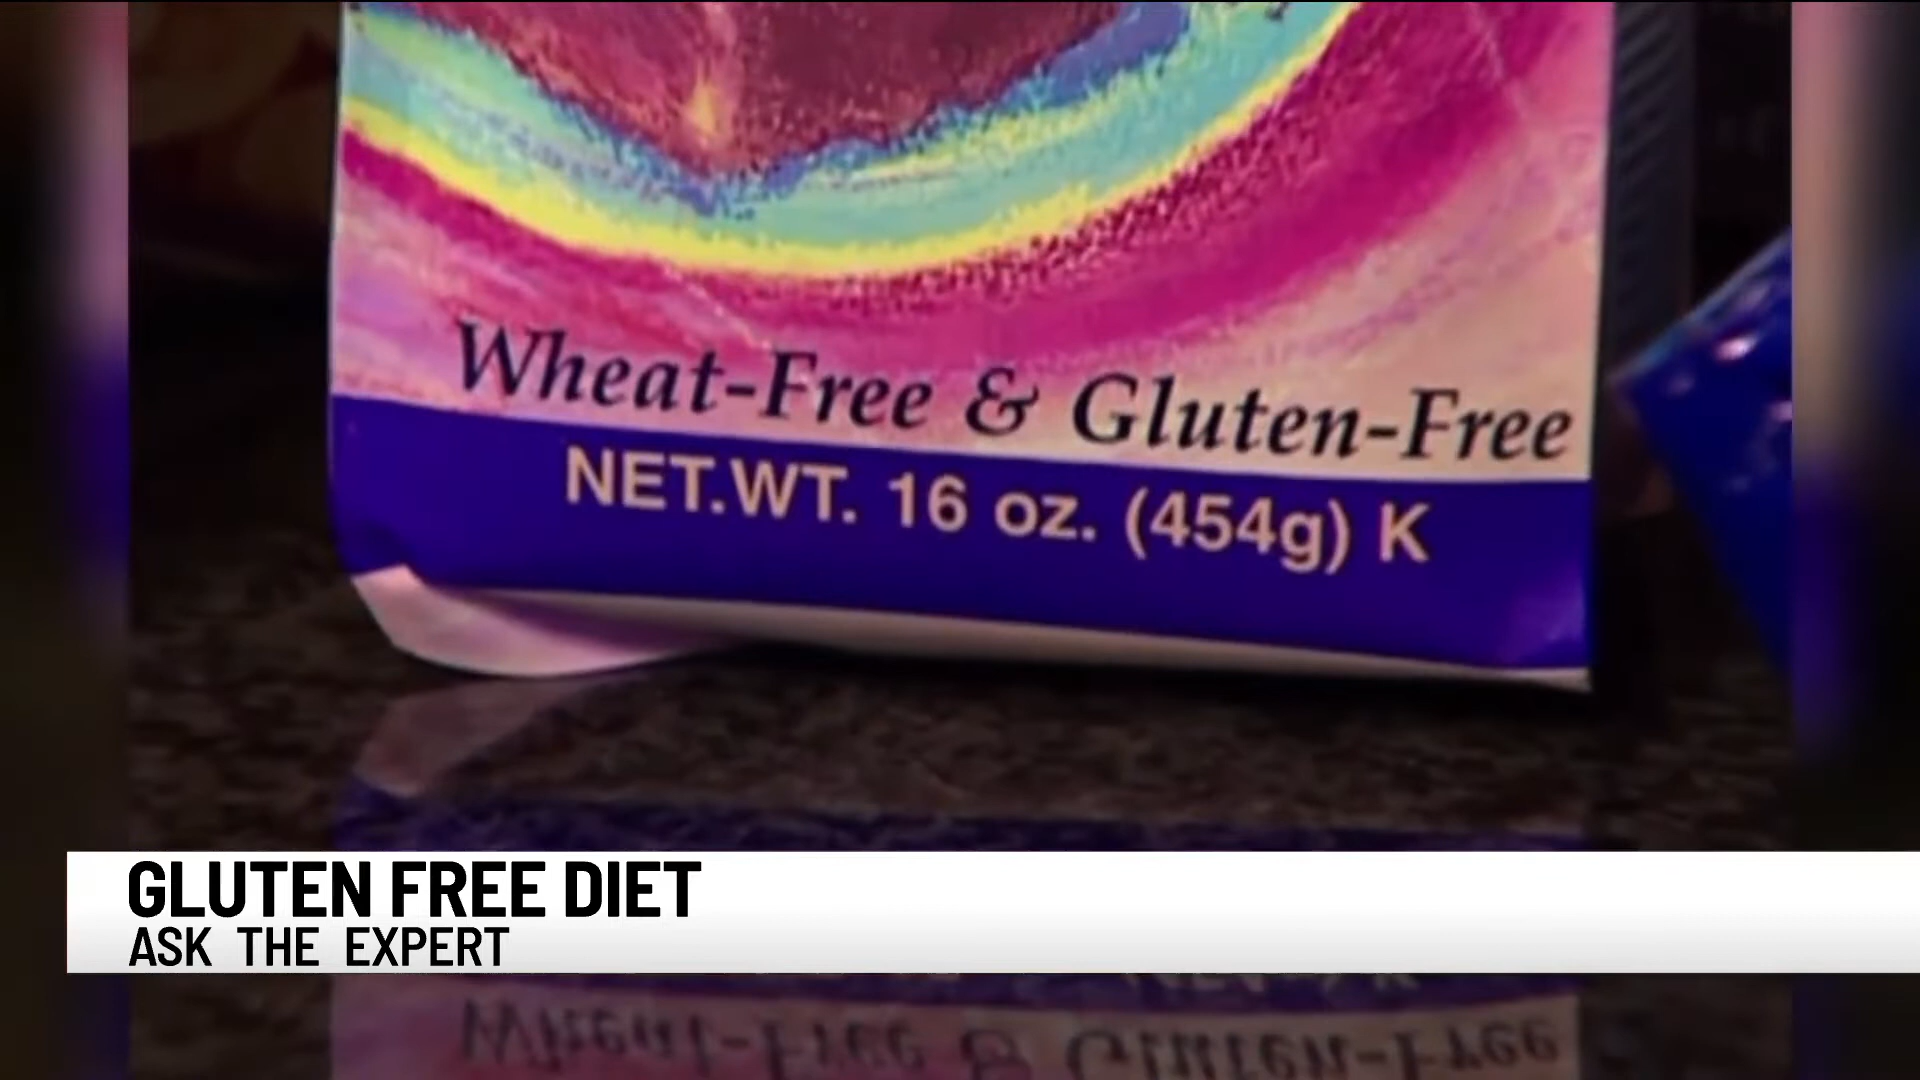 Wheat-Free & Gluten-Free
NET.WT. 16 oz. (454g) K
GLUTEN FREE DIET
ASK THE EXPERT